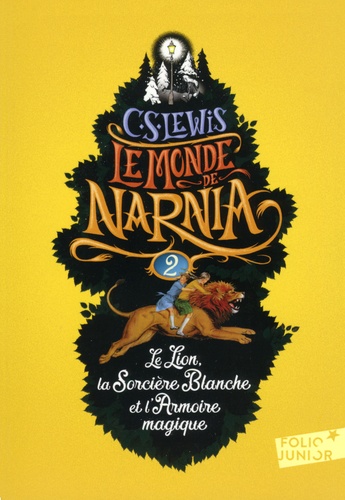 C.S. LEWIS
LE MONDE
DE
NARNIA
2
Le Lion,
la Sorcière Blanche
et l'Armoire
magique
FOLIO
JUNIOR